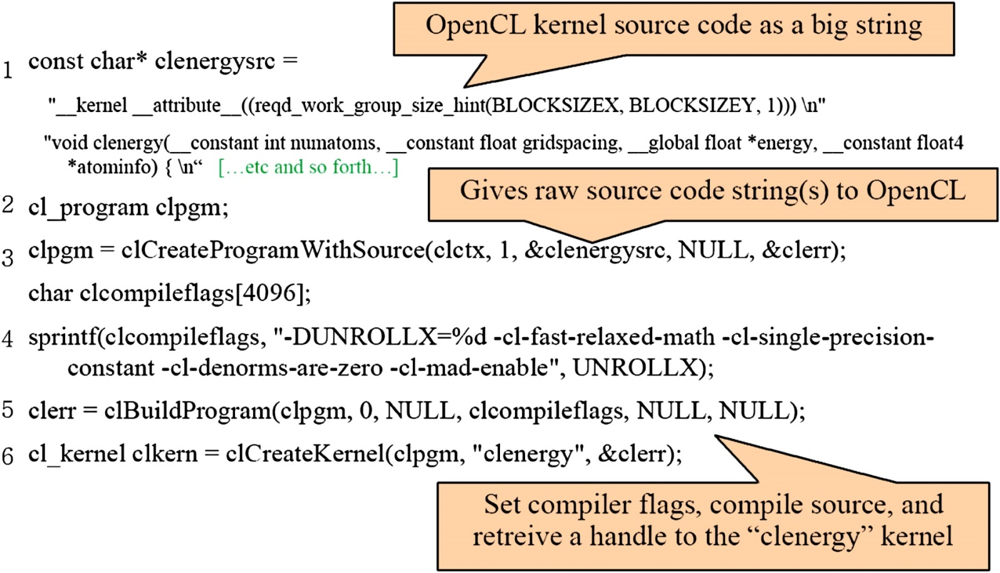 OpenCL kernel source code as a big string
1 const char* clenergysrc =
"__kernel __attribute__((reqd_work_group_size_hint(BLOCKSIZEX, BLOCKSIZEY, 1))) \n"
"void clenergy(__constant int numatoms, __constant float gridspacing, __global float *energy, __constant float4
*atominfo) { \n“ […etc and so forth…]
Gives raw source code string(s) to OpenCL
2 cl_program clpgm;
3 clpgm = clCreateProgramWithSource(clctx, 1, &clenergysrc, NULL, &clerr);
char clcompileflags[4096];
4 sprintf(clcompileflags, "-DUNROLLX=%d -cl-fast-relaxed-math -cl-single-precision-
constant -cl-denorms-are-zero -cl-mad-enable", UNROLLX);
5 clerr = clBuildProgram(clpgm, 0, NULL, clcompileflags, NULL, NULL);
6 cl_kernel clkern = clCreateKernel(clpgm, "clenergy", &clerr);
Set compiler flags, compile source, and
retreive a handle to the “clenergy” kernel